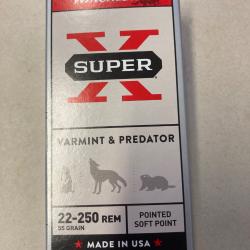 SUPER
X
VARMINT & PREDATOR
22-250 REM
55 GRAIN
POINTED
SOFT POINT
MADE IN USA